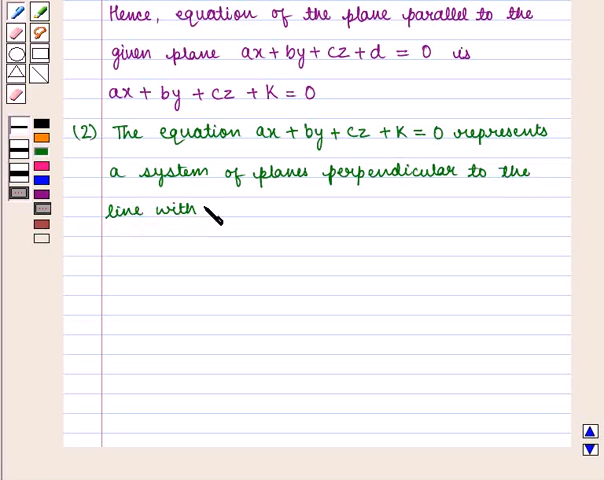 Hence, equation of the plane parallel to the
given plane ax + by + cz + d = 0 is
ax + by + cz + K = 0
(2) The equation ax + by + cz + K = 0 represents
a system of planes perpendicular to the
line with